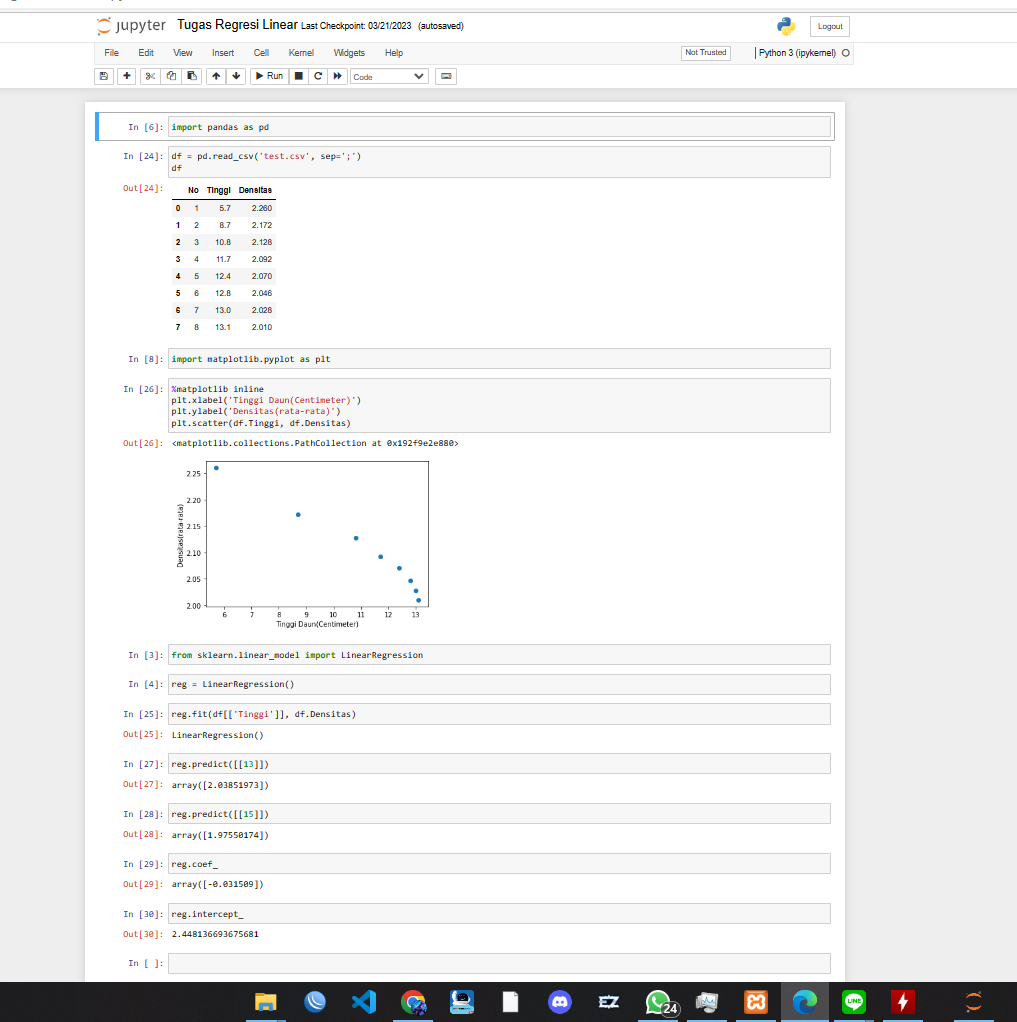 jupyter Tugas Regresi Linear Last Checkpoint: 03/21/2023 (autosaved)
Logout
File Edit View Insert Cell Kernel Widgets Help
Not Trusted
Python 3 (ipykernel)
Run
Code
In [6]: import pandas as pd
In [24]: df = pd.read_csv('test.csv', sep=';')
df
Out[24]:
No Tinggi Densitas
0 1 5.7 2.260
1 2 8.7 2.172
2 3 10.8 2.128
3 4 11.7 2.092
4 5 12.4 2.070
5 6 12.8 2.046
6 7 13.0 2.028
7 8 13.1 2.010
In [8]: import matplotlib.pyplot as plt
In [26]: %matplotlib inline
plt.xlabel('Tinggi Daun(Centimeter)')
plt.ylabel('Densitas(rata-rata)')
plt.scatter(df.Tinggi, df.Densitas)
Out[26]: <matplotlib.collections.PathCollection at 0x192f9e2e880>
Densitas(rata-rata)
2.25
2.20
2.15
2.10
2.05
2.00
6 7 8 9 10 11 12 13
Tinggi Daun(Centimeter)
In [3]: from sklearn.linear_model import LinearRegression
In [4]: reg = LinearRegression()
In [25]: reg.fit(df[['Tinggi']], df.Densitas)
Out[25]: LinearRegression()
In [27]: reg.predict([[13]])
Out[27]: array([2.03851973])
In [28]: reg.predict([[15]])
Out[28]: array([1.97550174])
In [29]: reg.coef_
Out[29]: array([-0.031509])
In [30]: reg.intercept_
Out[30]: 2.448136693675681
In [ ]:
EZ
24
LINE